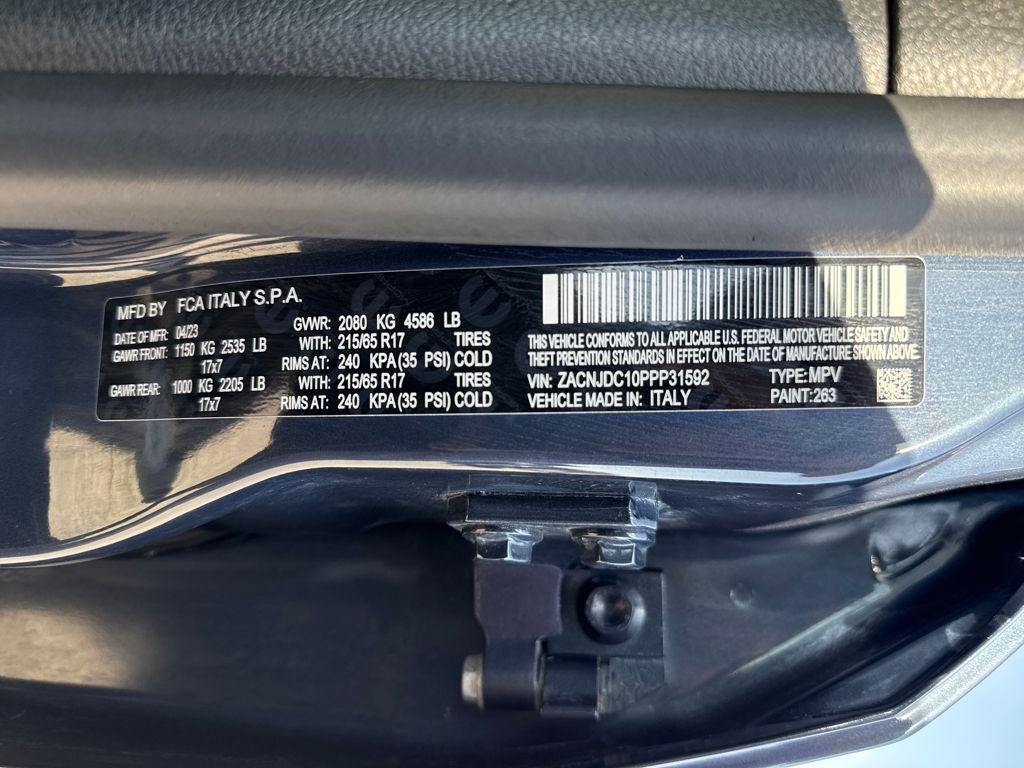 MFD BY FCA ITALY S.P.A.
DATE OF MFR: 04/23 GVWR: 2080 KG 4586 LB
GAWR FRONT: 1150 KG 2535 LB WITH: 215/65 R17 TIRES
17x7 RIMS AT: 240 KPA(35 PSI) COLD
GAWR REAR: 1000 KG 2205 LB WITH: 215/65 R17 TIRES
17x7 RIMS AT: 240 KPA(35 PSI) COLD
THIS VEHICLE CONFORMS TO ALL APPLICABLE U.S. FEDERAL MOTOR VEHICLE SAFETY AND
THEFT PREVENTION STANDARDS IN EFFECT ON THE DATE OF MANUFACTURE SHOWN ABOVE.
VIN: ZACNJDC10PPP31592 TYPE:MPV
VEHICLE MADE IN: ITALY PAINT:263